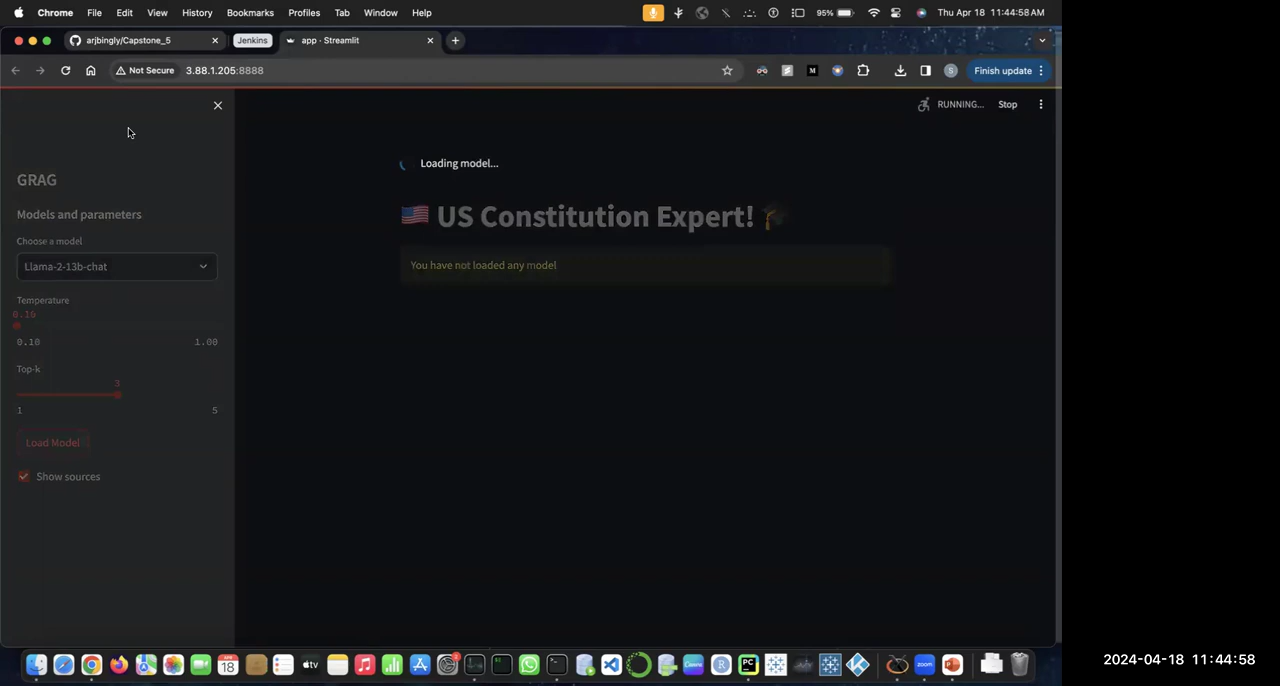 Chrome File Edit View History Bookmarks Profiles Tab Window Help 95% Thu Apr 18 11:44:58 AM
arjbingly/Capstone_5 Jenkins app · Streamlit
Not Secure 3.88.1.205:8888 Finish update
RUNNING... Stop
Loading model...
GRAG
🇺🇸 US Constitution Expert! 🎓
Models and parameters
Choose a model
Llama-2-13b-chat
You have not loaded any model
Temperature
0.16
0.10 1.00
Top-k
3
1 5
Load Model
Show sources
2024-04-18 11:44:58